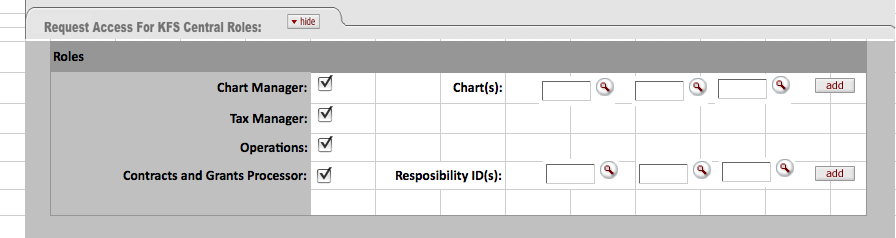 Request Access For KFS Central Roles: hide
Roles
Chart Manager: Chart(s): add
Tax Manager:
Operations:
Contracts and Grants Processor: Resposibility ID(s): add